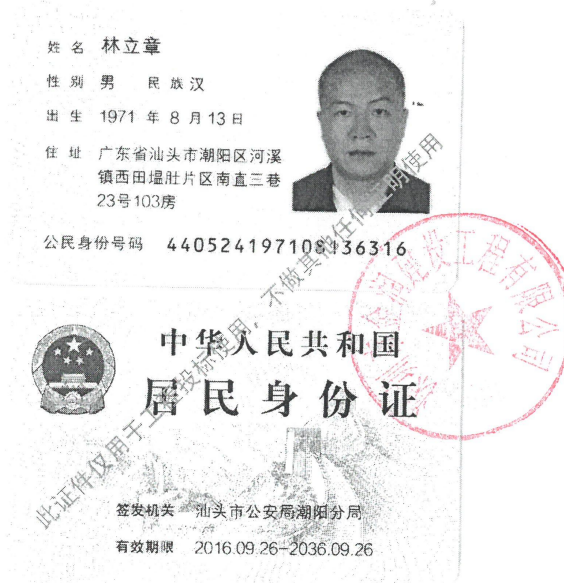 姓名 林立章
性别 男 民族 汉
出生 1971 年 8 月 13 日
住址 广东省汕头市潮阳区河溪
镇西田堛肚片区南直三巷
23号103房
公民身份号码 440524197108136316
此证件仅用于工程投标使用，不做其他任何证明使用
建设工程有限公司
中华人民共和国
居民身份证
签发机关 汕头市公安局潮阳分局
有效期限 2016.09.26-2036.09.26